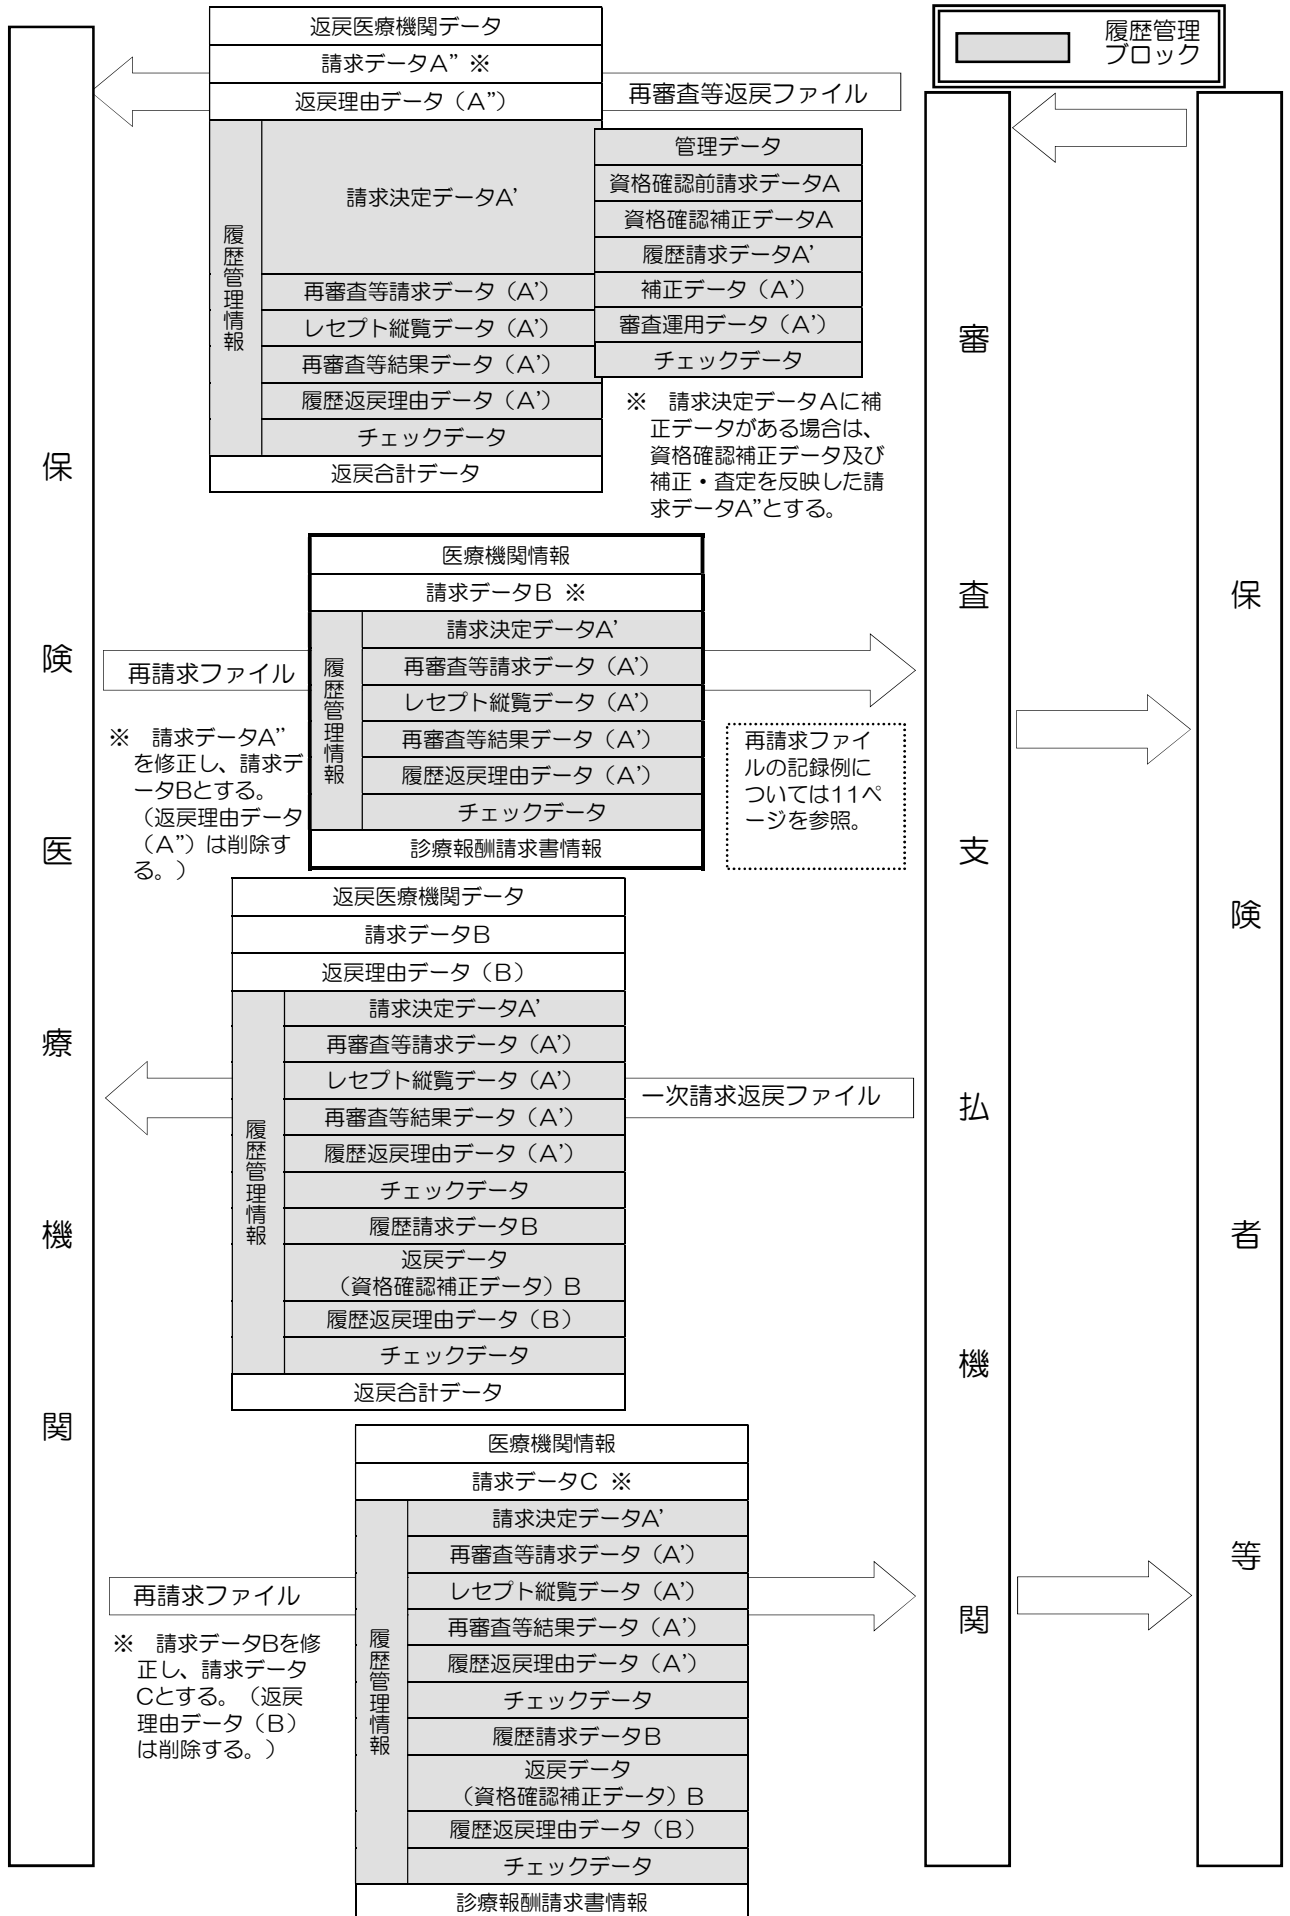 履歴管理
ブロック
保険医療機関
審査支払機関
保険者等
返戻医療機関データ
請求データA” ※
返戻理由データ（A”）
再審査等返戻ファイル
履歴管理情報
請求決定データA’
管理データ
資格確認前請求データA
資格確認補正データA
履歴請求データA’
補正データ（A’）
審査運用データ（A’）
チェックデータ
再審査等請求データ（A’）
レセプト縦覧データ（A’）
再審査等結果データ（A’）
履歴返戻理由データ（A’）
チェックデータ
返戻合計データ
※　請求決定データAに補
正データがある場合は、
資格確認補正データ及び
補正・査定を反映した請
求データA”とする。
医療機関情報
請求データB ※
再請求ファイル
履歴管理情報
請求決定データA’
再審査等請求データ（A’）
レセプト縦覧データ（A’）
再審査等結果データ（A’）
履歴返戻理由データ（A’）
チェックデータ
診療報酬請求書情報
※　請求データA”
を修正し、請求デ
ータBとする。
（返戻理由データ
（A”）は削除す
る。）
再請求ファイ
ルの記録例に
ついては11ペ
ージを参照。
返戻医療機関データ
請求データB
返戻理由データ（B）
一次請求返戻ファイル
履歴管理情報
請求決定データA’
再審査等請求データ（A’）
レセプト縦覧データ（A’）
再審査等結果データ（A’）
履歴返戻理由データ（A’）
チェックデータ
履歴請求データB
返戻データ
（資格確認補正データ）B
履歴返戻理由データ（B）
チェックデータ
返戻合計データ
医療機関情報
請求データC ※
再請求ファイル
履歴管理情報
請求決定データA’
再審査等請求データ（A’）
レセプト縦覧データ（A’）
再審査等結果データ（A’）
履歴返戻理由データ（A’）
チェックデータ
履歴請求データB
返戻データ
（資格確認補正データ）B
履歴返戻理由データ（B）
チェックデータ
診療報酬請求書情報
※　請求データBを修
正し、請求データ
Cとする。（返戻
理由データ（B）
は削除する。）